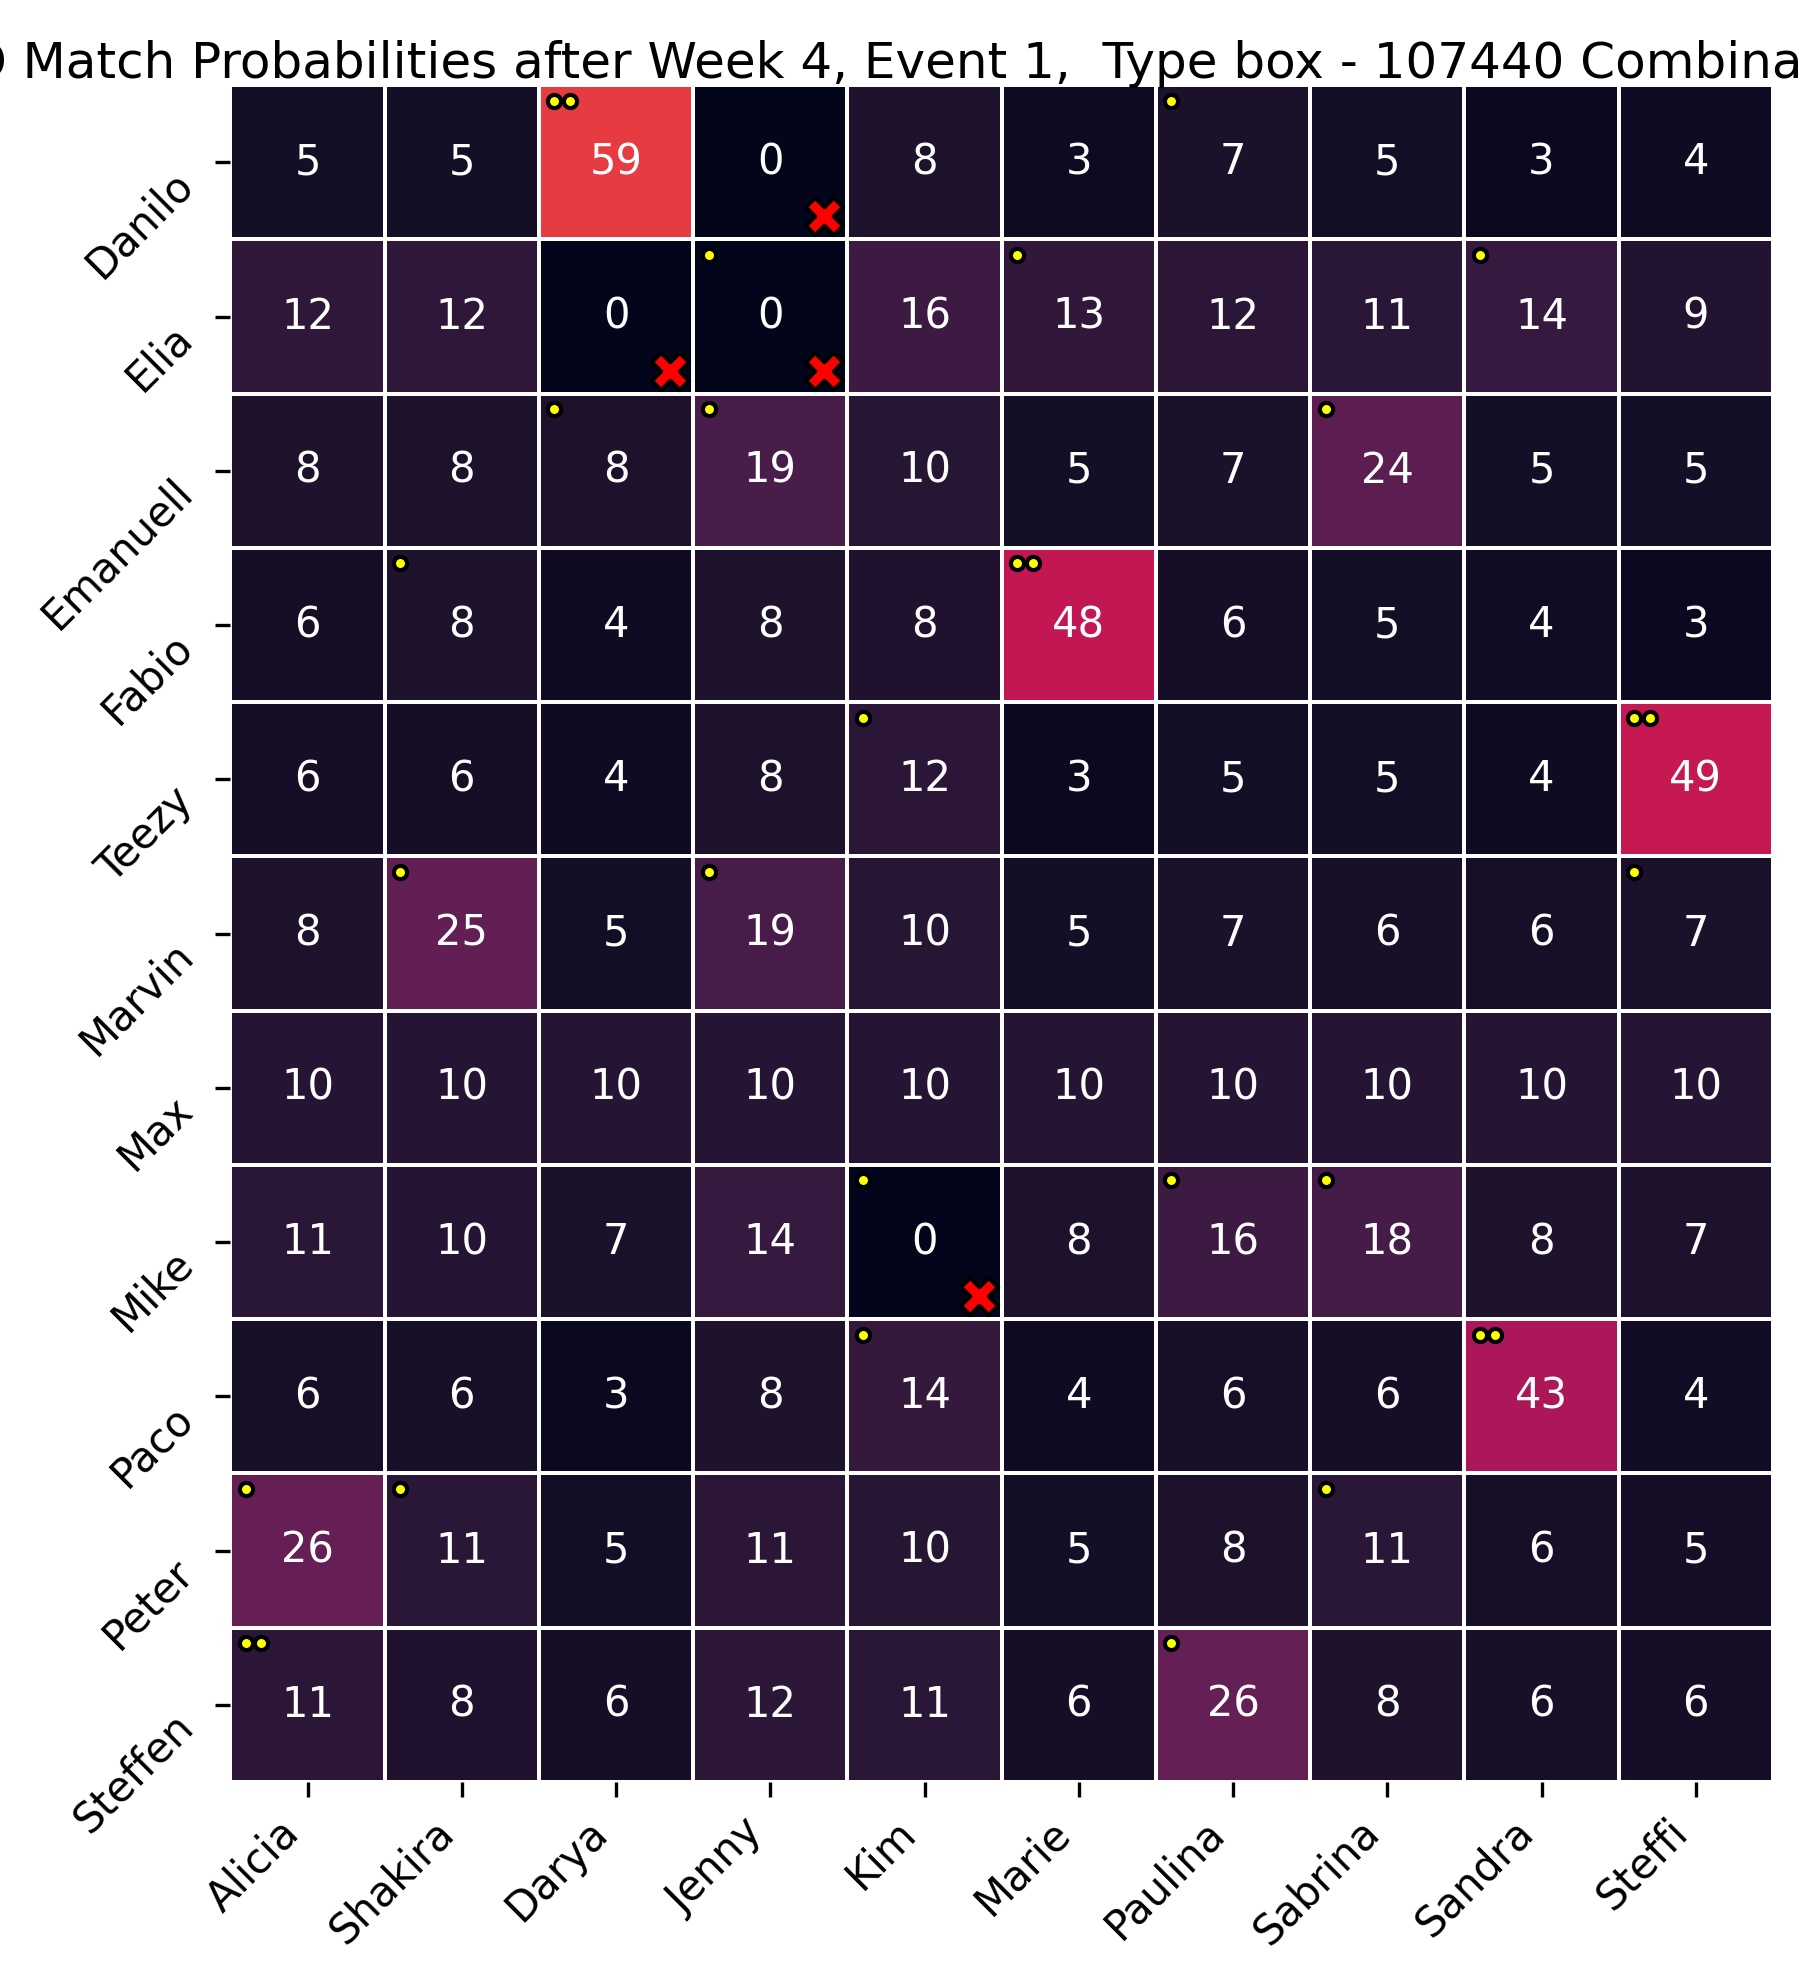 Match Probabilities after Week 4, Event 1, Type box - 107440
Danilo 5 5 59 0 8 3 7 5 3 4
Elia 12 12 0 0 16 13 12 11 14 9
Emanuell 8 8 8 19 10 5 7 24 5 5
Fabio 6 8 4 8 8 48 6 5 4 3
Teezy 6 6 4 8 12 3 5 5 4 49
Marvin 8 25 5 19 10 5 7 6 6 7
Max 10 10 10 10 10 10 10 10 10 10
Mike 11 10 7 14 0 8 16 18 8 7
Paco 6 6 3 8 14 4 6 6 43 4
Peter 26 11 5 11 10 5 8 11 6 5
Steffen 11 8 6 12 11 6 26 8 6 6
Alicia Shakira Darya Jenny Kim Marie Paulina Sabrina Sandra Steffi